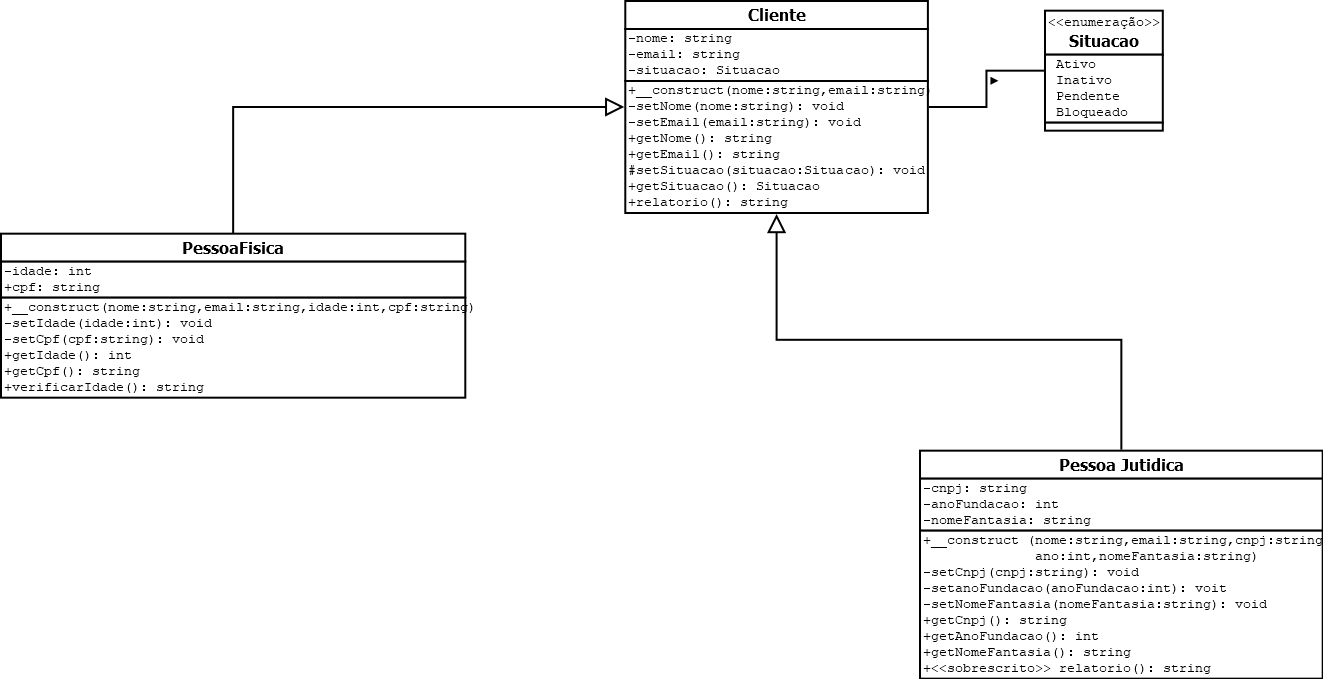 Cliente
-nome: string
-email: string
-situacao: Situacao
+__construct(nome:string,email:string
-setNome(nome:string): void
-setEmail(email:string): void
+getNome(): string
+getEmail(): string
#setSituacao(situacao:Situacao): void
+getSituacao(): Situacao
+relatorio(): string
<<enumeração>>
Situacao
Ativo
Inativo
Pendente
Bloqueado
PessoaFisica
-idade: int
+cpf: string
+__construct(nome:string,email:string,idade:int,cpf:string)
-setIdade(idade:int): void
-setCpf(cpf:string): void
+getIdade(): int
+getCpf(): string
+verificarIdade(): string
Pessoa Jutidica
-cnpj: string
-anoFundacao: int
-nomeFantasia: string
+__construct (nome:string,email:string,cnpj:string
ano:int,nomeFantasia:string)
-setCnpj(cnpj:string): void
-setanoFundacao(anoFundacao:int): voit
-setNomeFantasia(nomeFantasia:string): void
+getCnpj(): string
+getAnoFundacao(): int
+getNomeFantasia(): string
+<<sobrescrito>> relatorio(): string